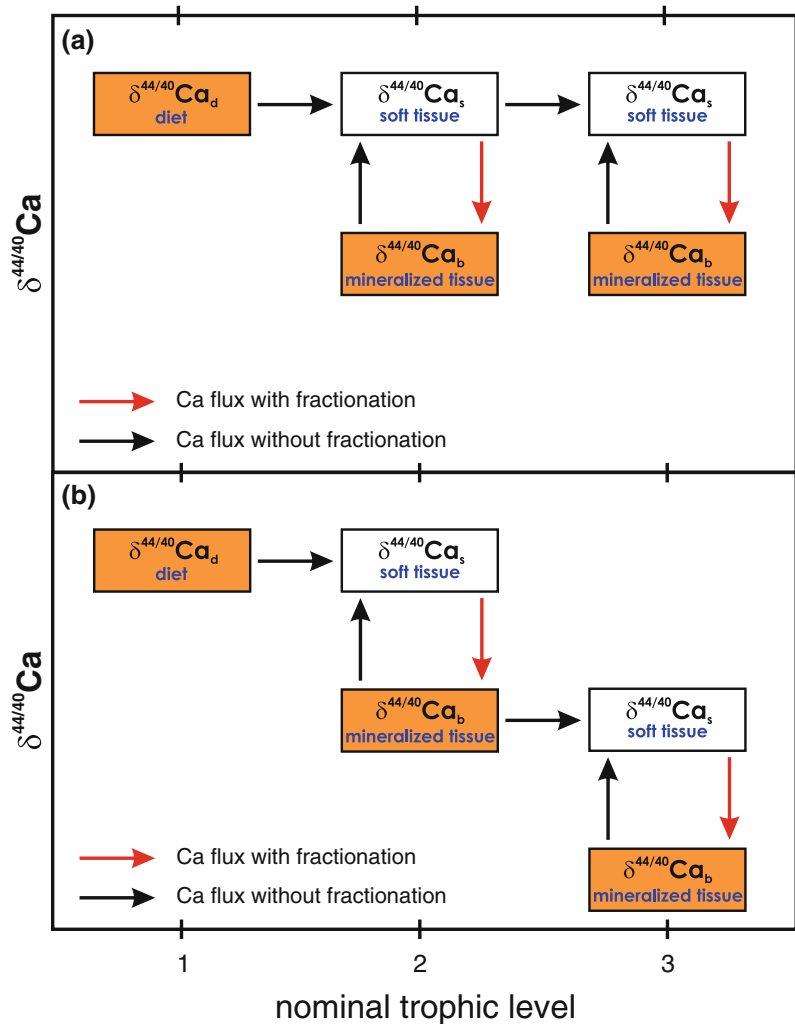 (a)
δ44/40Cad
diet
δ44/40Cas
soft tissue
δ44/40Cas
soft tissue
δ44/40Cab
mineralized tissue
δ44/40Cab
mineralized tissue
δ44/40Ca
Ca flux with fractionation
Ca flux without fractionation
(b)
δ44/40Cad
diet
δ44/40Cas
soft tissue
δ44/40Cab
mineralized tissue
δ44/40Cas
soft tissue
δ44/40Cab
mineralized tissue
δ44/40Ca
Ca flux with fractionation
Ca flux without fractionation
1 2 3
nominal trophic level